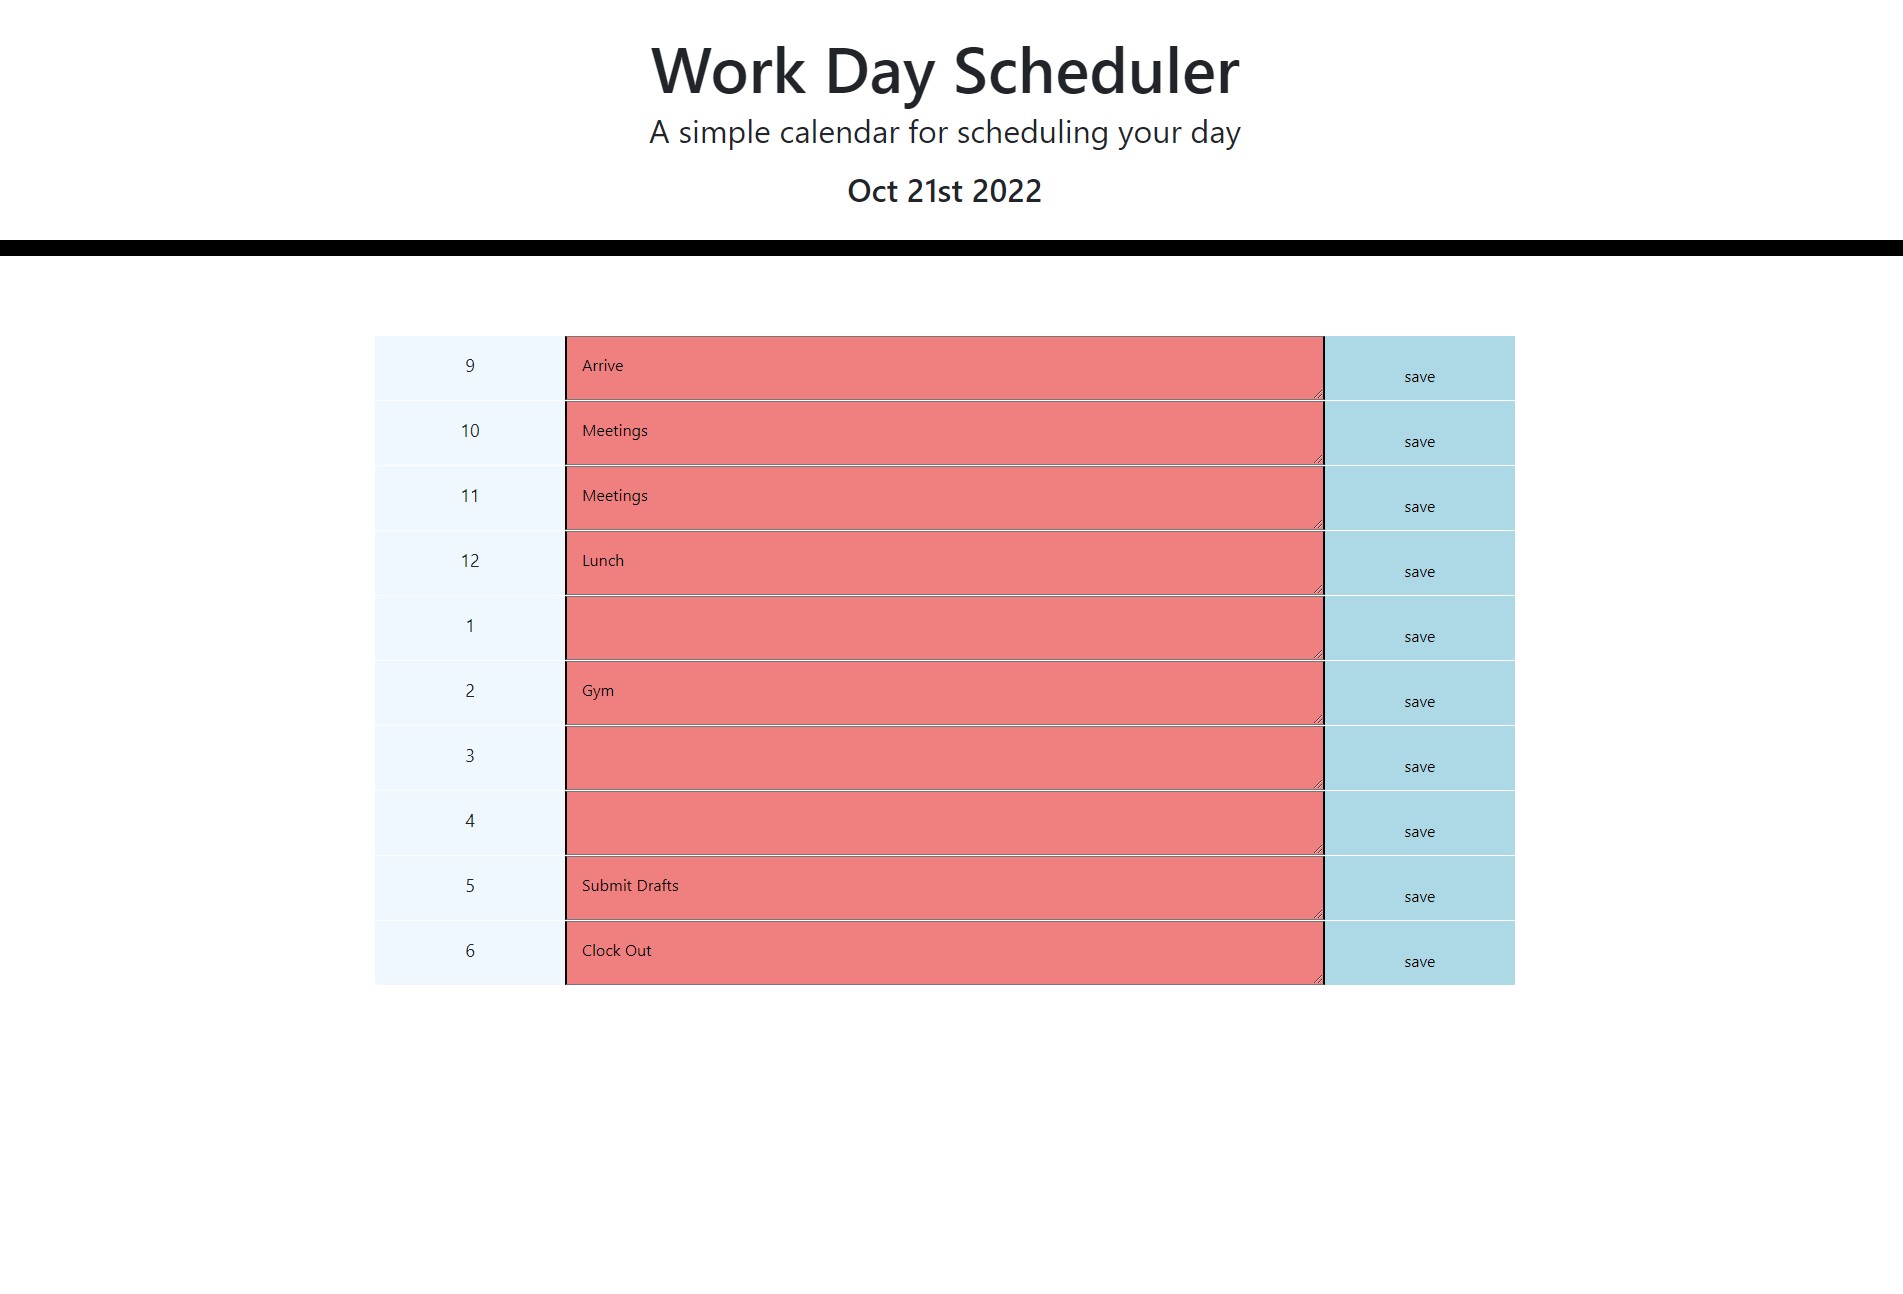 Work Day Scheduler
A simple calendar for scheduling your day
Oct 21st 2022
9 Arrive save
10 Meetings save
11 Meetings save
12 Lunch save
1 save
2 Gym save
3 save
4 save
5 Submit Drafts save
6 Clock Out save